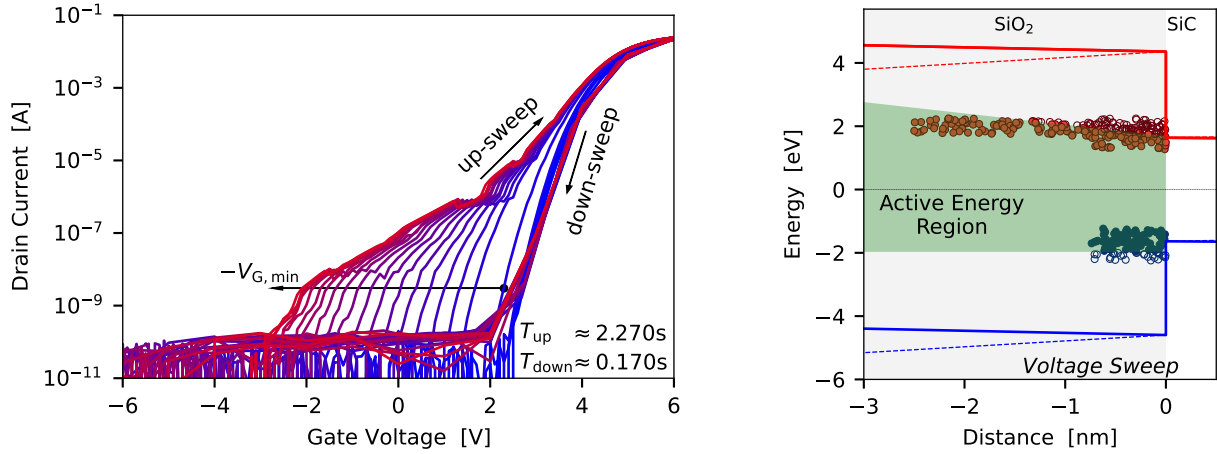 10⁻¹
10⁻³
10⁻⁵
10⁻⁷
10⁻⁹
10⁻¹¹
Drain Current [A]
up-sweep
down-sweep
−V_G, min
T_up ≈ 2.270s
T_down ≈ 0.170s
−6 −4 −2 0 2 4 6
Gate Voltage [V]
SiO₂ SiC
4
2
0
−2
−4
−6
Energy [eV]
Active Energy
Region
Voltage Sweep
−3 −2 −1 0
Distance [nm]